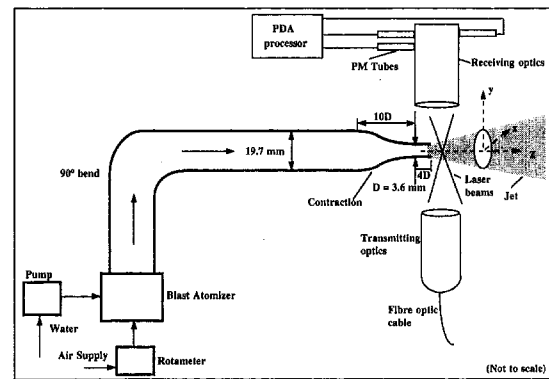 PDA
processor
PM Tubes
Receiving optics
10D
y
x
z
19.7 mm
90° bend
D = 3.6 mm
4D
Laser
beams
Jet
Contraction
Transmitting
optics
Pump
Blast Atomizer
Water
Fibre optic
cable
Air Supply
Rotameter
(Not to scale)